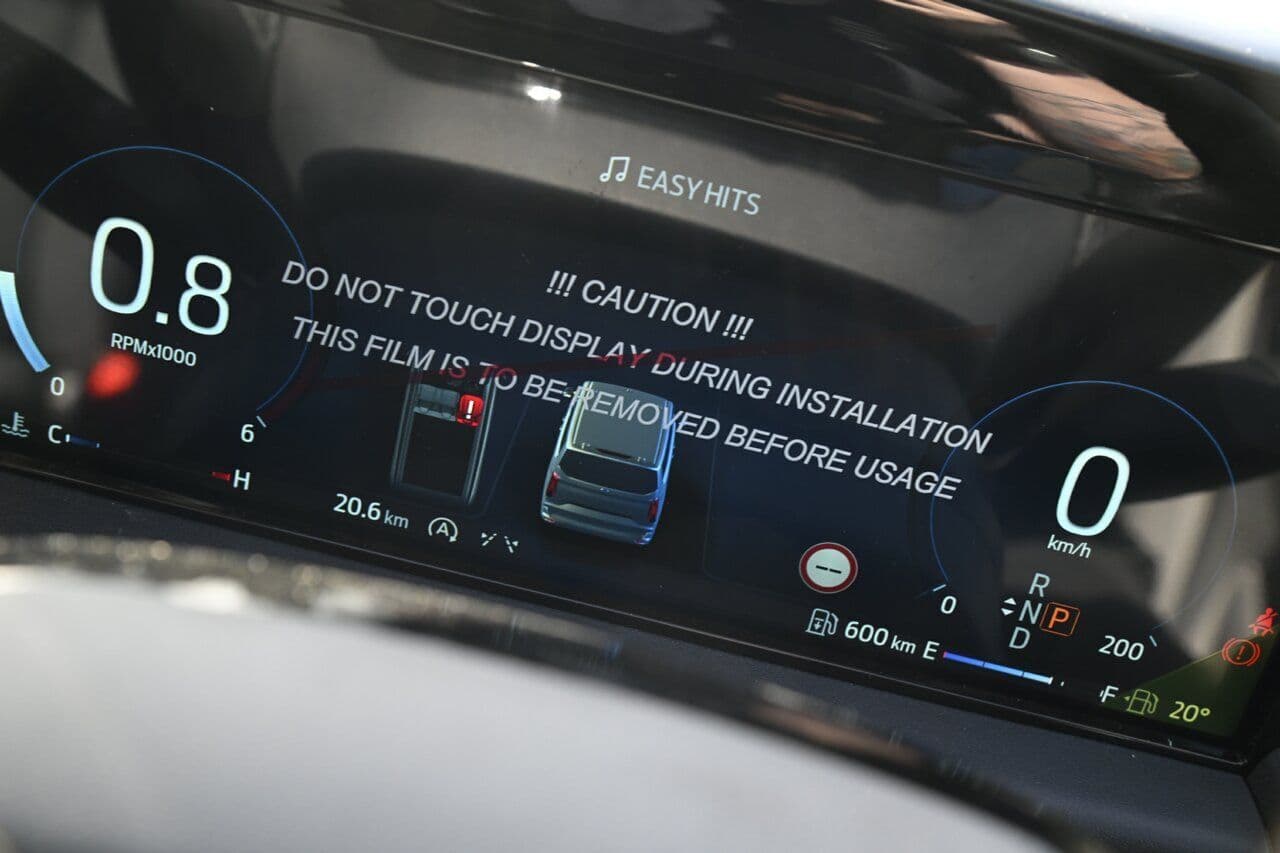 EASY HITS
!!! CAUTION !!!
DO NOT TOUCH DISPLAY DURING INSTALLATION
THIS FILM IS TO BE REMOVED BEFORE USAGE
0.8
RPMx1000
0
6
C
H
20.6 km
A
!
--
0
km/h
0
200
R
N P
D
600 km E
F
20°